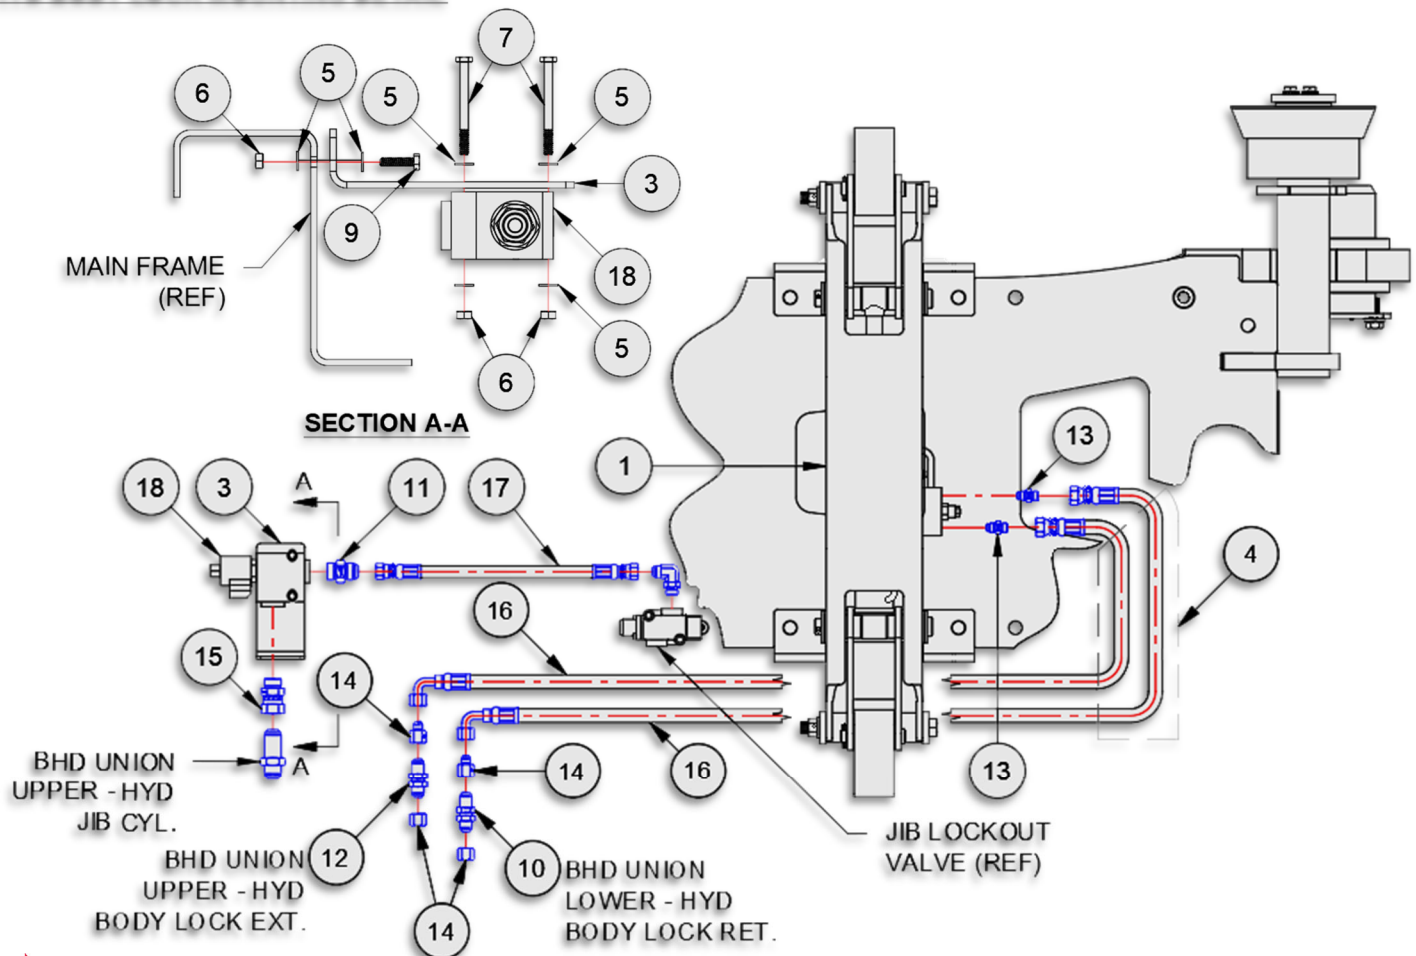 7
5
5
5
6
3
9
18
MAIN FRAME
(REF)
5
6
SECTION A-A
1
13
18
3
A
11
17
4
16
15
14
BHD UNION
UPPER - HYD
JIB CYL.
A
14
16
13
12
10
BHD UNION
UPPER - HYD
BODY LOCK EXT.
14
BHD UNION
LOWER - HYD
BODY LOCK RET.
JIB LOCKOUT
VALVE (REF)